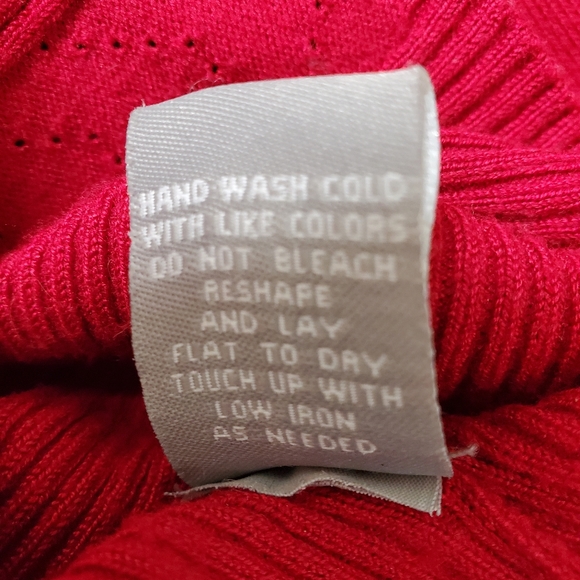 HAND WASH COLD
WITH LIKE COLORS
DO NOT BLEACH
RESHAPE
AND LAY
FLAT TO DRY
TOUCH UP WITH
LOW IRON
AS NEEDED